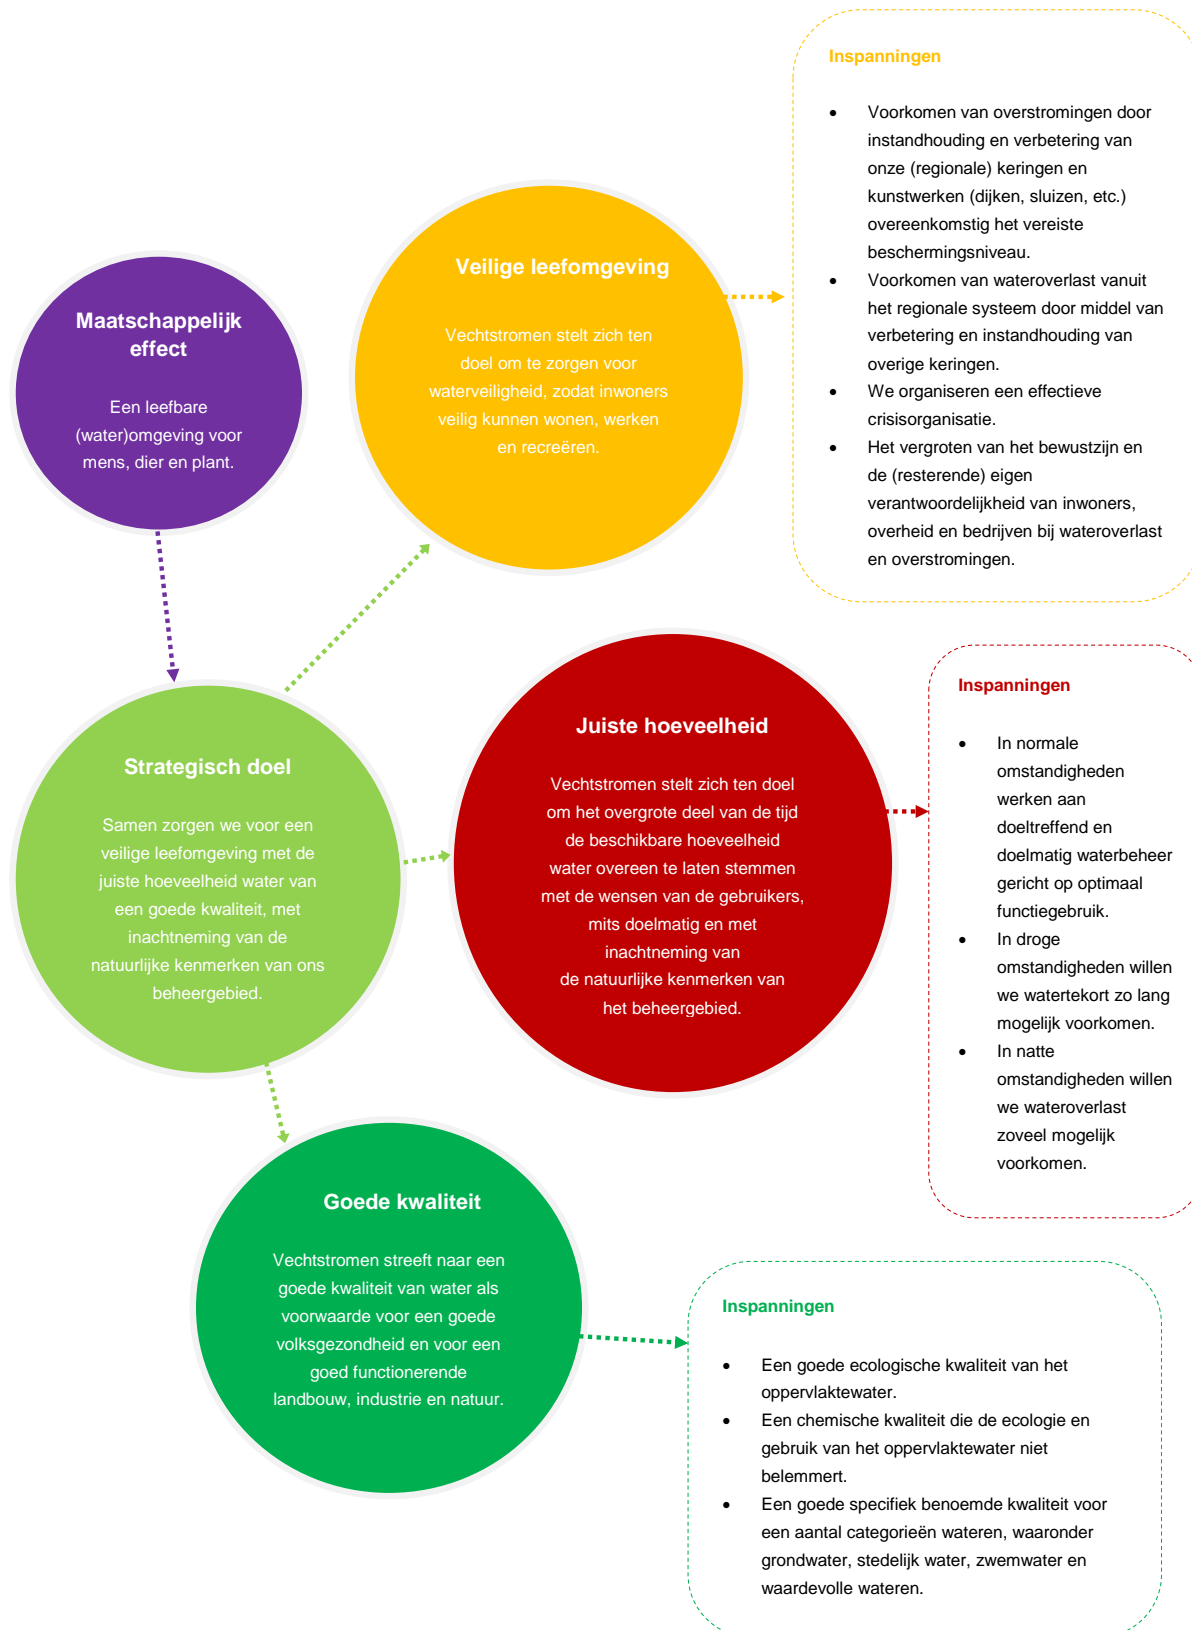 Maatschappelijk
effect
Een leefbare
(water)omgeving voor
mens, dier en plant.
Strategisch doel
Samen zorgen we voor een
veilige leefomgeving met de
juiste hoeveelheid water van
een goede kwaliteit, met
inachtneming van de
natuurlijke kenmerken van ons
beheergebied.
Veilige leefomgeving
Vechtstromen stelt zich ten
doel om te zorgen voor
waterveiligheid, zodat inwoners
veilig kunnen wonen, werken
en recreëren.
Inspanningen
• Voorkomen van overstromingen door
instandhouding en verbetering van
onze (regionale) keringen en
kunstwerken (dijken, sluizen, etc.)
overeenkomstig het vereiste
beschermingsniveau.
• Voorkomen van wateroverlast vanuit
het regionale systeem door middel van
verbetering en instandhouding van
overige keringen.
• We organiseren een effectieve
crisisorganisatie.
• Het vergroten van het bewustzijn en
de (resterende) eigen
verantwoordelijkheid van inwoners,
overheid en bedrijven bij wateroverlast
en overstromingen.
Juiste hoeveelheid
Vechtstromen stelt zich ten doel
om het overgrote deel van de tijd
de beschikbare hoeveelheid
water overeen te laten stemmen
met de wensen van de gebruikers,
mits doelmatig en met
inachtneming van
de natuurlijke kenmerken van
het beheergebied.
Inspanningen
• In normale
omstandigheden
werken aan
doeltreffend en
doelmatig waterbeheer
gericht op optimaal
functiegebruik.
• In droge
omstandigheden willen
we watertekort zo lang
mogelijk voorkomen.
• In natte
omstandigheden willen
we wateroverlast
zoveel mogelijk
voorkomen.
Goede kwaliteit
Vechtstromen streeft naar een
goede kwaliteit van water als
voorwaarde voor een goede
volksgezondheid en voor een
goed functionerende
landbouw, industrie en natuur.
Inspanningen
• Een goede ecologische kwaliteit van het
oppervlaktewater.
• Een chemische kwaliteit die de ecologie en
gebruik van het oppervlaktewater niet
belemmert.
• Een goede specifiek benoemde kwaliteit voor
een aantal categorieën wateren, waaronder
grondwater, stedelijk water, zwemwater en
waardevolle wateren.